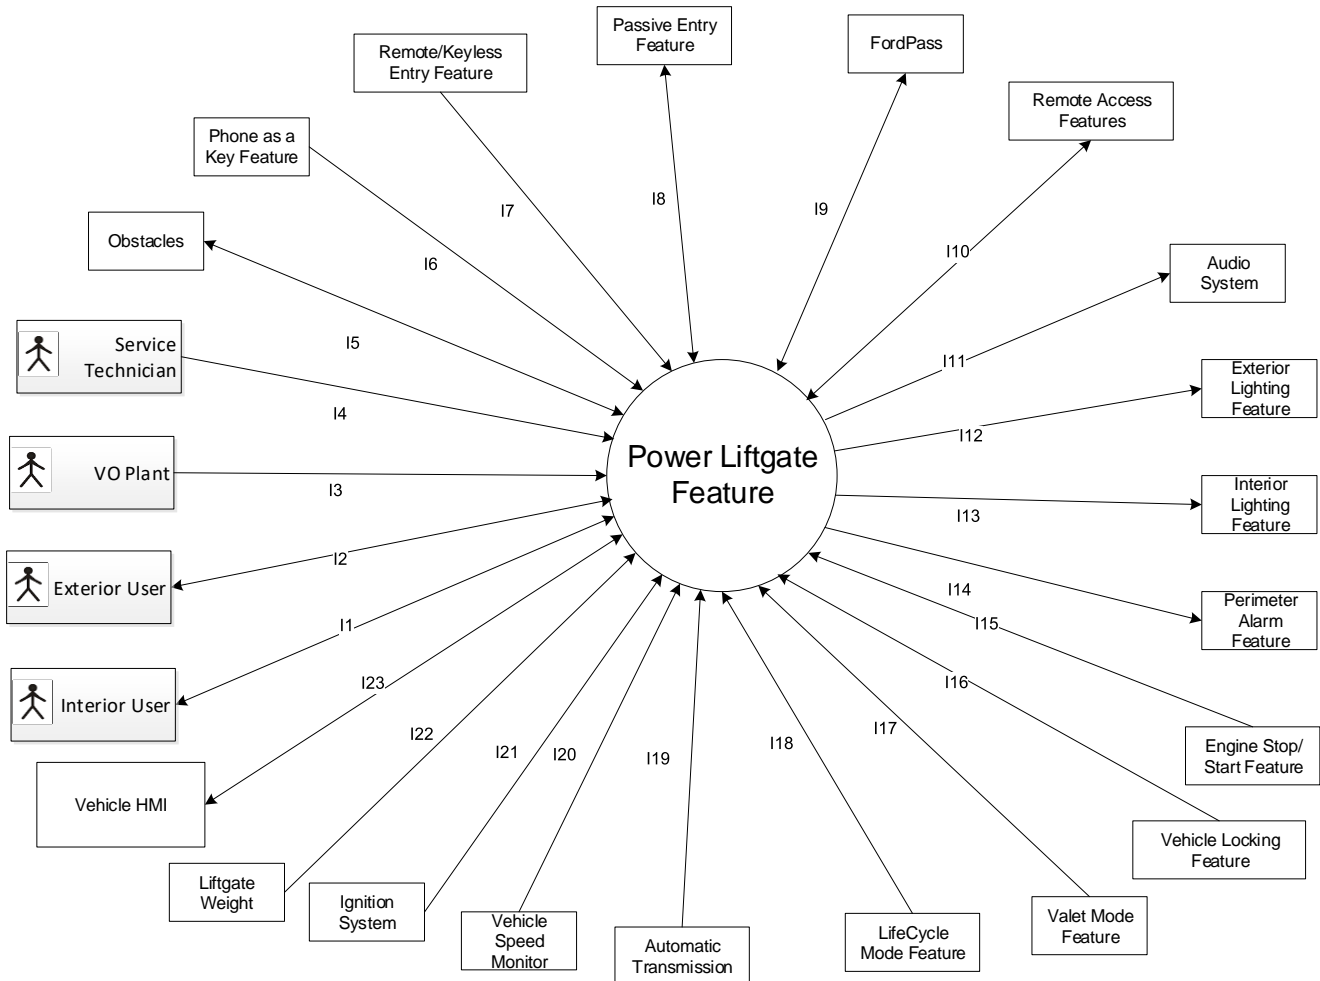 Passive Entry
Feature
FordPass
Remote/Keyless
Entry Feature
Remote Access
Features
Phone as a
Key Feature
I8
I9
I7
Obstacles
I6
I10
Audio
System
Service
Technician
I5
I11
Exterior
Lighting
Feature
I4
I12
VO Plant
Power Liftgate
Feature
I3
I13
Interior
Lighting
Feature
Exterior User
I2
I14
Perimeter
Alarm
Feature
I1
I15
Interior User
I23
I16
I22
I21
I20
I19
I18
I17
Engine Stop/
Start Feature
Vehicle HMI
Vehicle Locking
Feature
Liftgate
Weight
Ignition
System
Vehicle
Speed
Monitor
Automatic
Transmission
LifeCycle
Mode Feature
Valet Mode
Feature